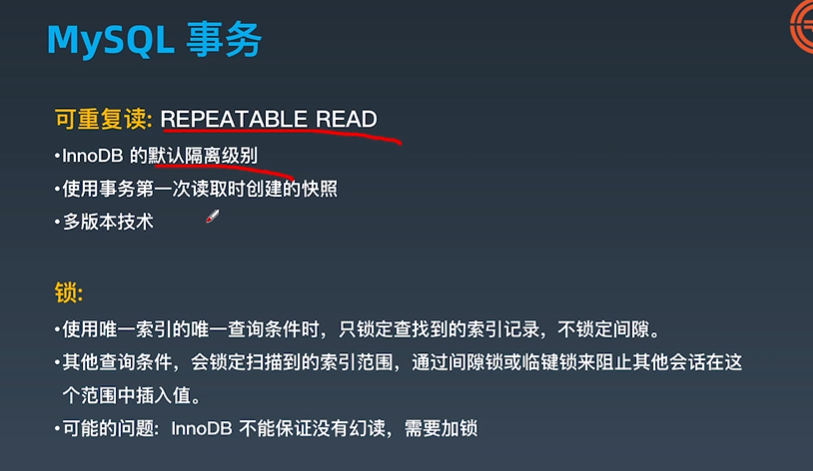 MySQL 事务
可重复读: REPEATABLE READ
•InnoDB 的默认隔离级别
•使用事务第一次读取时创建的快照
•多版本技术
锁:
•使用唯一索引的唯一查询条件时，只锁定查找到的索引记录，不锁定间隙。
•其他查询条件，会锁定扫描到的索引范围，通过间隙锁或临键锁来阻止其他会话在这
个范围中插入值。
•可能的问题: InnoDB 不能保证没有幻读，需要加锁